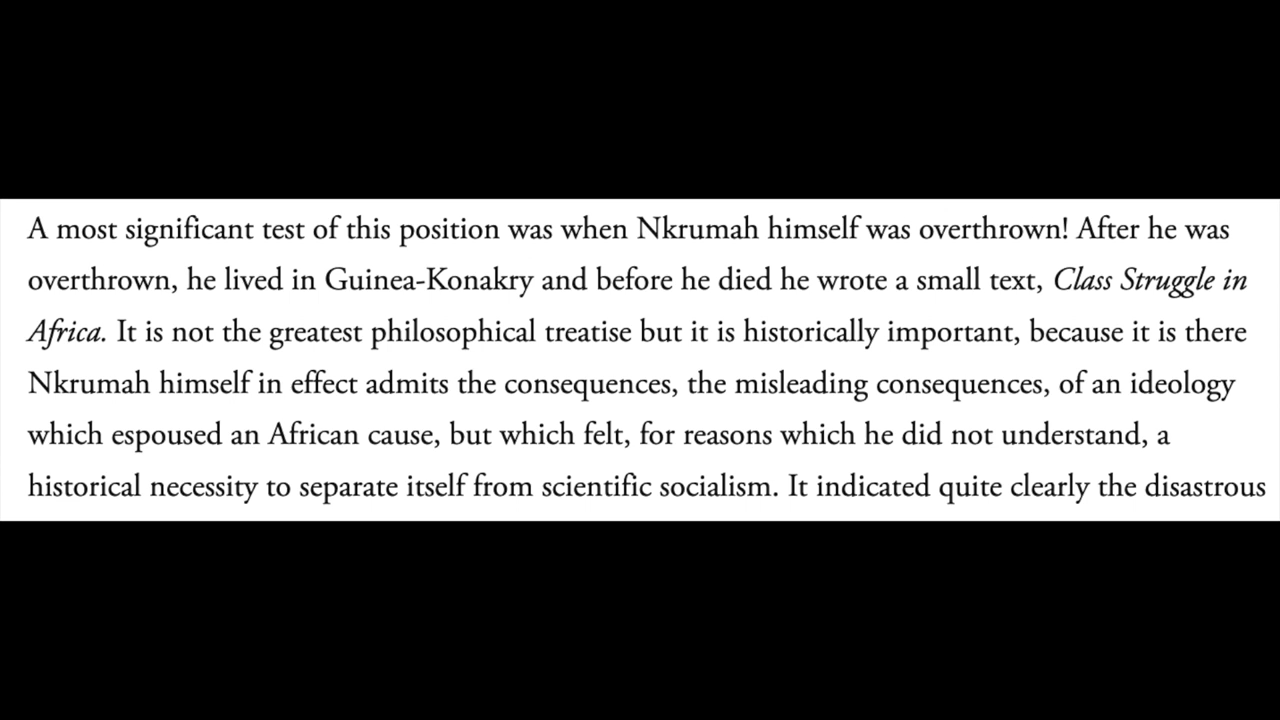 A most significant test of this position was when Nkrumah himself was overthrown! After he was
overthrown, he lived in Guinea-Konakry and before he died he wrote a small text, Class Struggle in
Africa. It is not the greatest philosophical treatise but it is historically important, because it is there
Nkrumah himself in effect admits the consequences, the misleading consequences, of an ideology
which espoused an African cause, but which felt, for reasons which he did not understand, a
historical necessity to separate itself from scientific socialism. It indicated quite clearly the disastrous